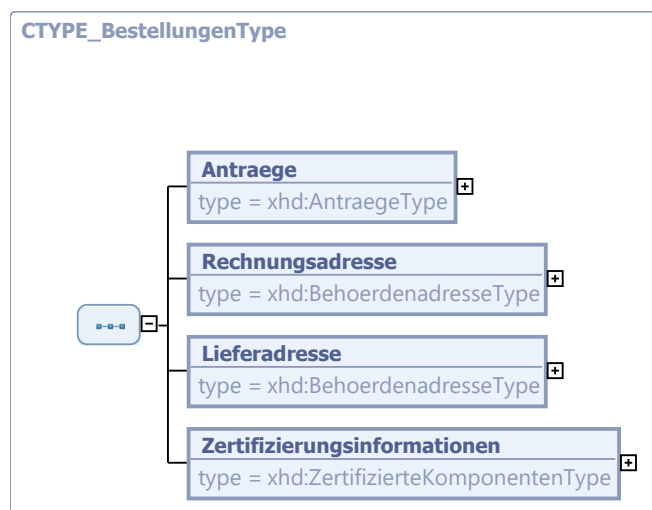 CTYPE_BestellungenType
Antraege
type = xhd:AntraegeType
Rechnungsadresse
type = xhd:BehoerdenadresseType
Lieferadresse
type = xhd:BehoerdenadresseType
Zertifizierungsinformationen
type = xhd:ZertifizierteKomponentenType